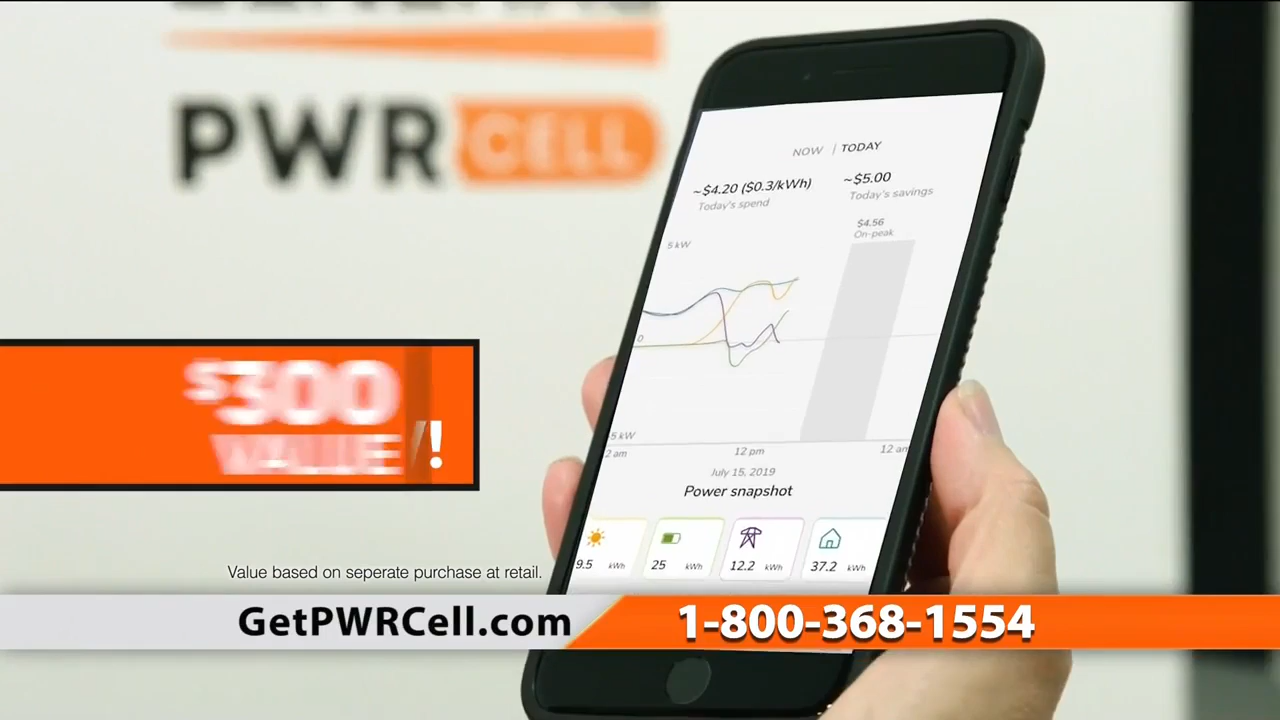 PWR CELL
NOW | TODAY
~$4.20 ($0.3/kWh)
Today's spend
~$5.00
Today's savings
$4.56
On-peak
5 kW
0
-5 kW
2 am
12 pm
12 am
July 15, 2019
Power snapshot
9.5 kWh
25 kWh
12.2 kWh
37.2 kWh
$300
VALUE!
Value based on seperate purchase at retail.
GetPWRCell.com
1-800-368-1554